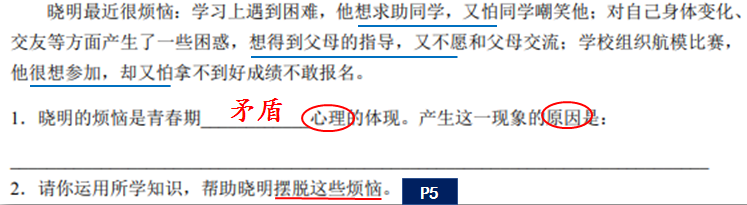 晓明最近很烦恼：学习上遇到困难，他想求助同学，又怕同学嘲笑他；对自己身体变化、
交友等方面产生了一些困惑，想得到父母的指导，又不愿和父母交流；学校组织航模比赛，
他很想参加，却又怕拿不到好成绩不敢报名。
1．晓明的烦恼是青春期____矛盾____心理的体现。产生这一现象的原因是：
2．请你运用所学知识，帮助晓明摆脱这些烦恼。 P5